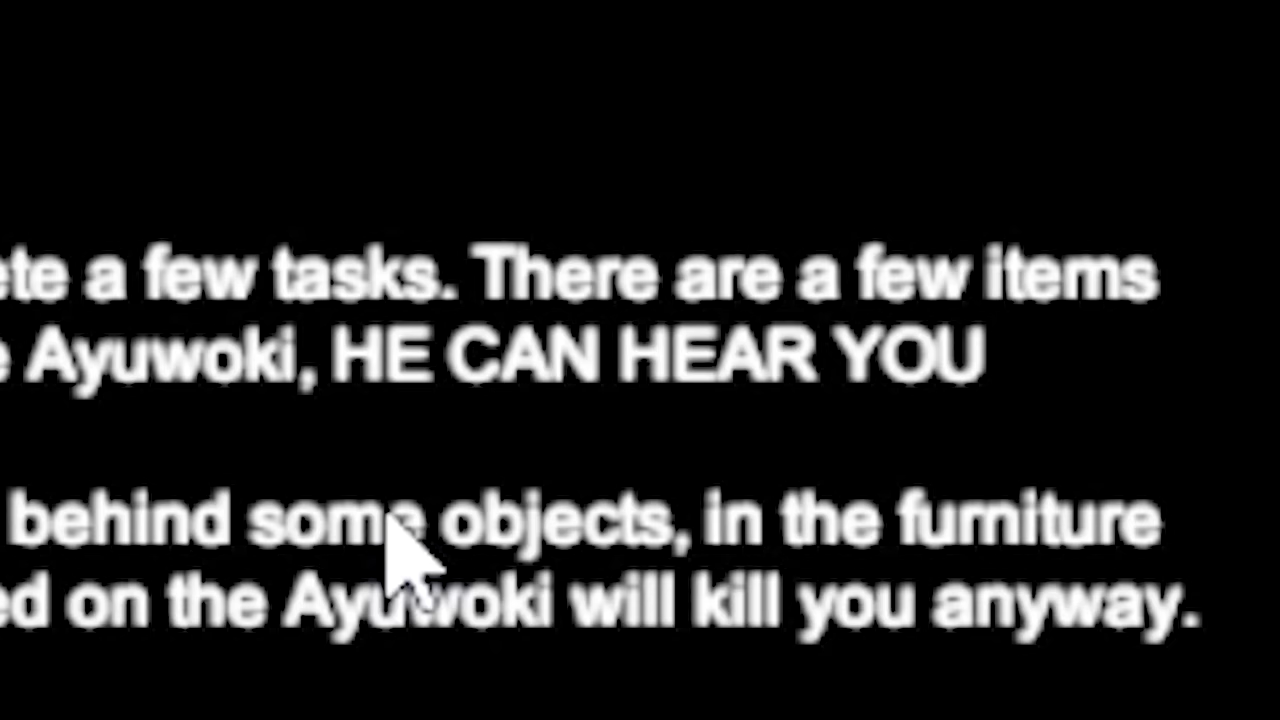 ete a few tasks. There are a few items
e Ayuwoki, HE CAN HEAR YOU
behind some objects, in the furniture
ed on the Ayuwoki will kill you anyway.